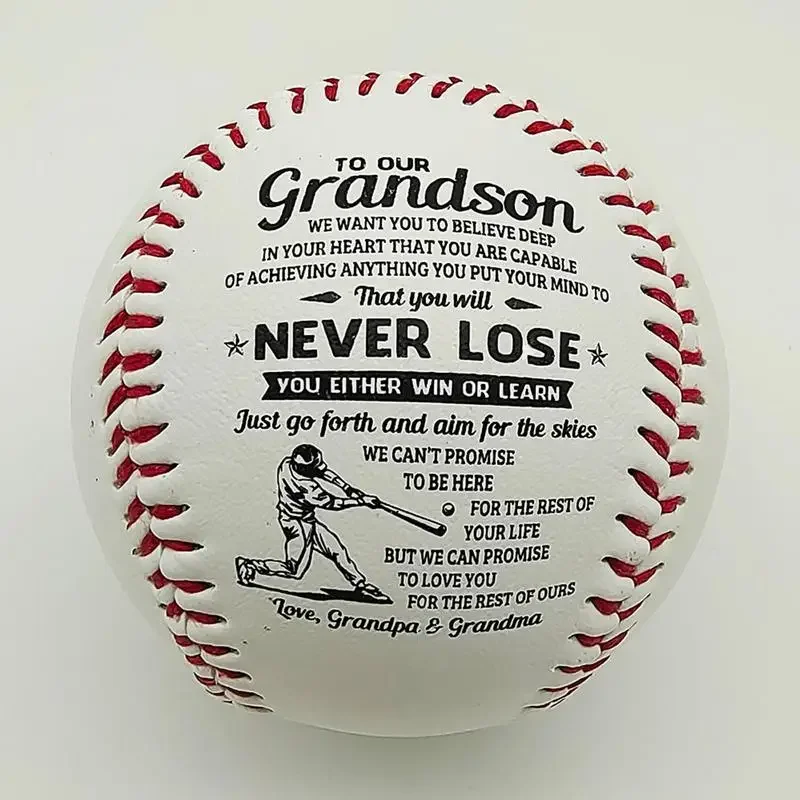 TO OUR
Grandson
WE WANT YOU TO BELIEVE DEEP
IN YOUR HEART THAT YOU ARE CAPABLE
OF ACHIEVING ANYTHING YOU PUT YOUR MIND TO
That you will
NEVER LOSE
YOU EITHER WIN OR LEARN
Just go forth and aim for the skies
WE CAN'T PROMISE
TO BE HERE
FOR THE REST OF
YOUR LIFE
BUT WE CAN PROMISE
TO LOVE YOU
FOR THE REST OF OURS
Love, Grandpa & Grandma